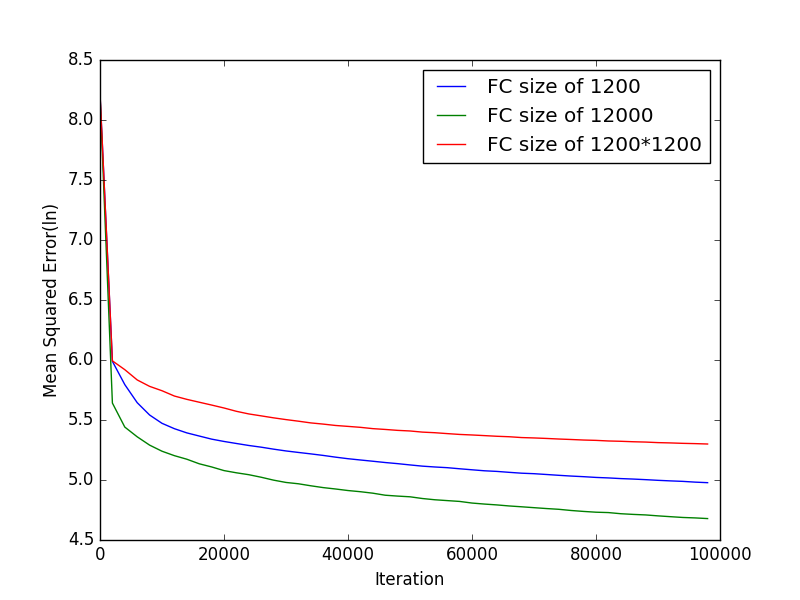 8.5
8.0
7.5
7.0
6.5
6.0
5.5
5.0
4.5
Mean Squared Error(ln)
FC size of 1200
FC size of 12000
FC size of 1200*1200
0 20000 40000 60000 80000 100000
Iteration